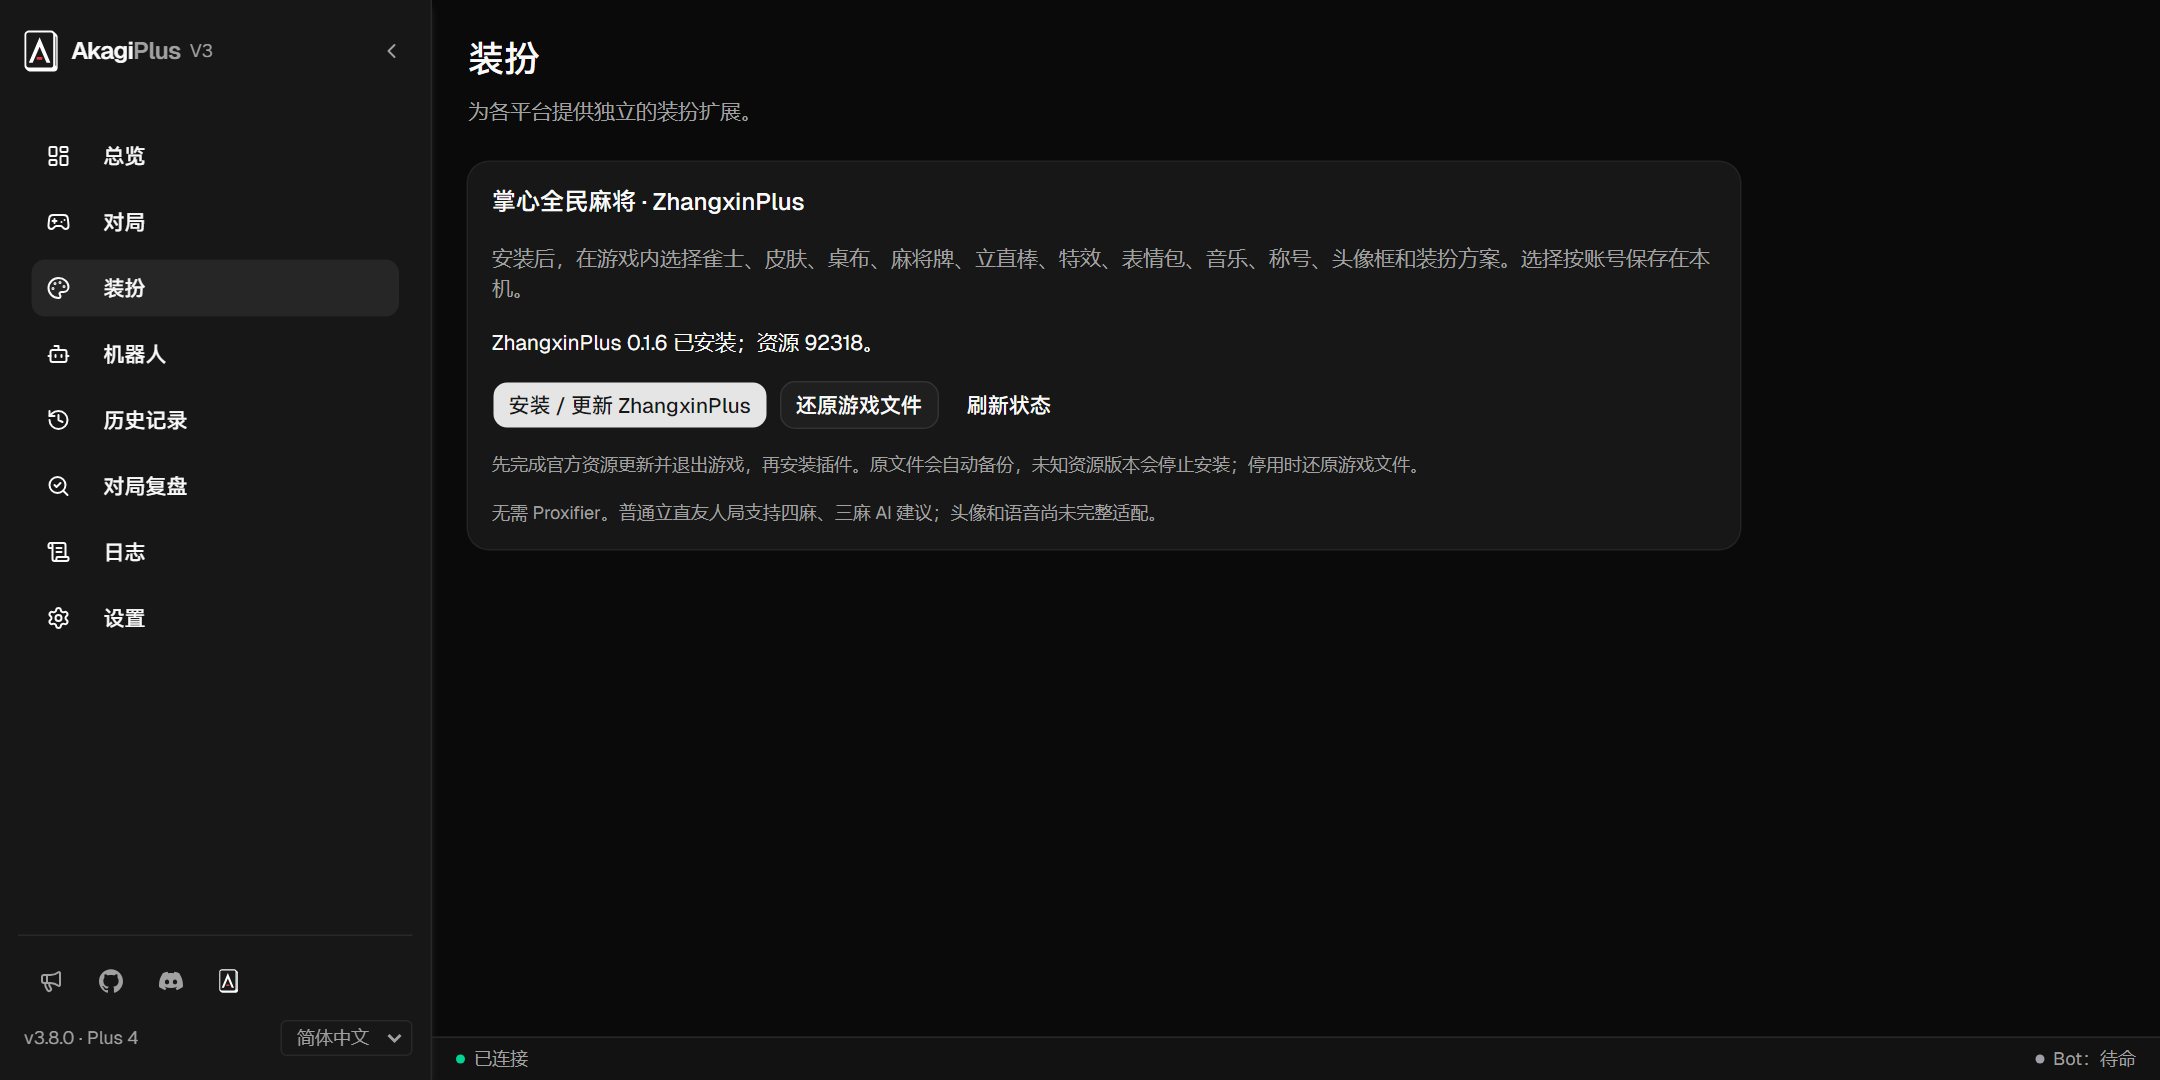 AkagiPlus V3
总览
对局
装扮
机器人
历史记录
对局复盘
日志
设置
v3.8.0 · Plus 4
简体中文
装扮
为各平台提供独立的装扮扩展。
掌心全民麻将 · ZhangxinPlus
安装后，在游戏内选择雀士、皮肤、桌布、麻将牌、立直棒、特效、表情包、音乐、称号、头像框和装扮方案。选择按账号保存在本
机。
ZhangxinPlus 0.1.6 已安装；资源 92318。
安装 / 更新 ZhangxinPlus
还原游戏文件
刷新状态
先完成官方资源更新并退出游戏，再安装插件。原文件会自动备份，未知资源版本会停止安装；停用时还原游戏文件。
无需 Proxifier。普通立直友人局支持四麻、三麻 AI 建议；头像和语音尚未完整适配。
已连接
Bot：待命